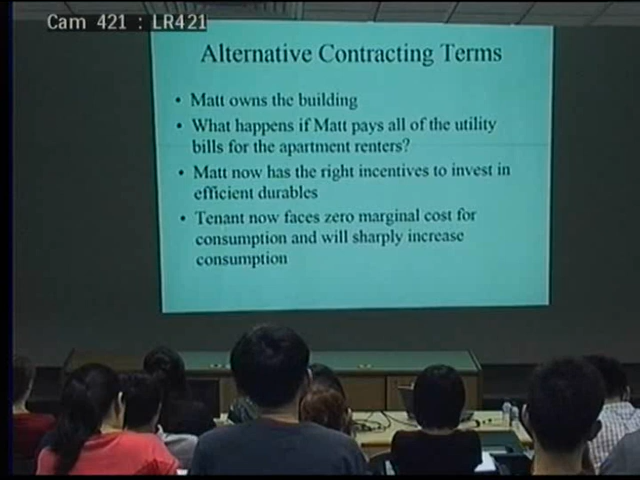 Cam 421 : LR421
Alternative Contracting Terms
• Matt owns the building
• What happens if Matt pays all of the utility
bills for the apartment renters?
• Matt now has the right incentives to invest in
efficient durables
• Tenant now faces zero marginal cost for
consumption and will sharply increase
consumption